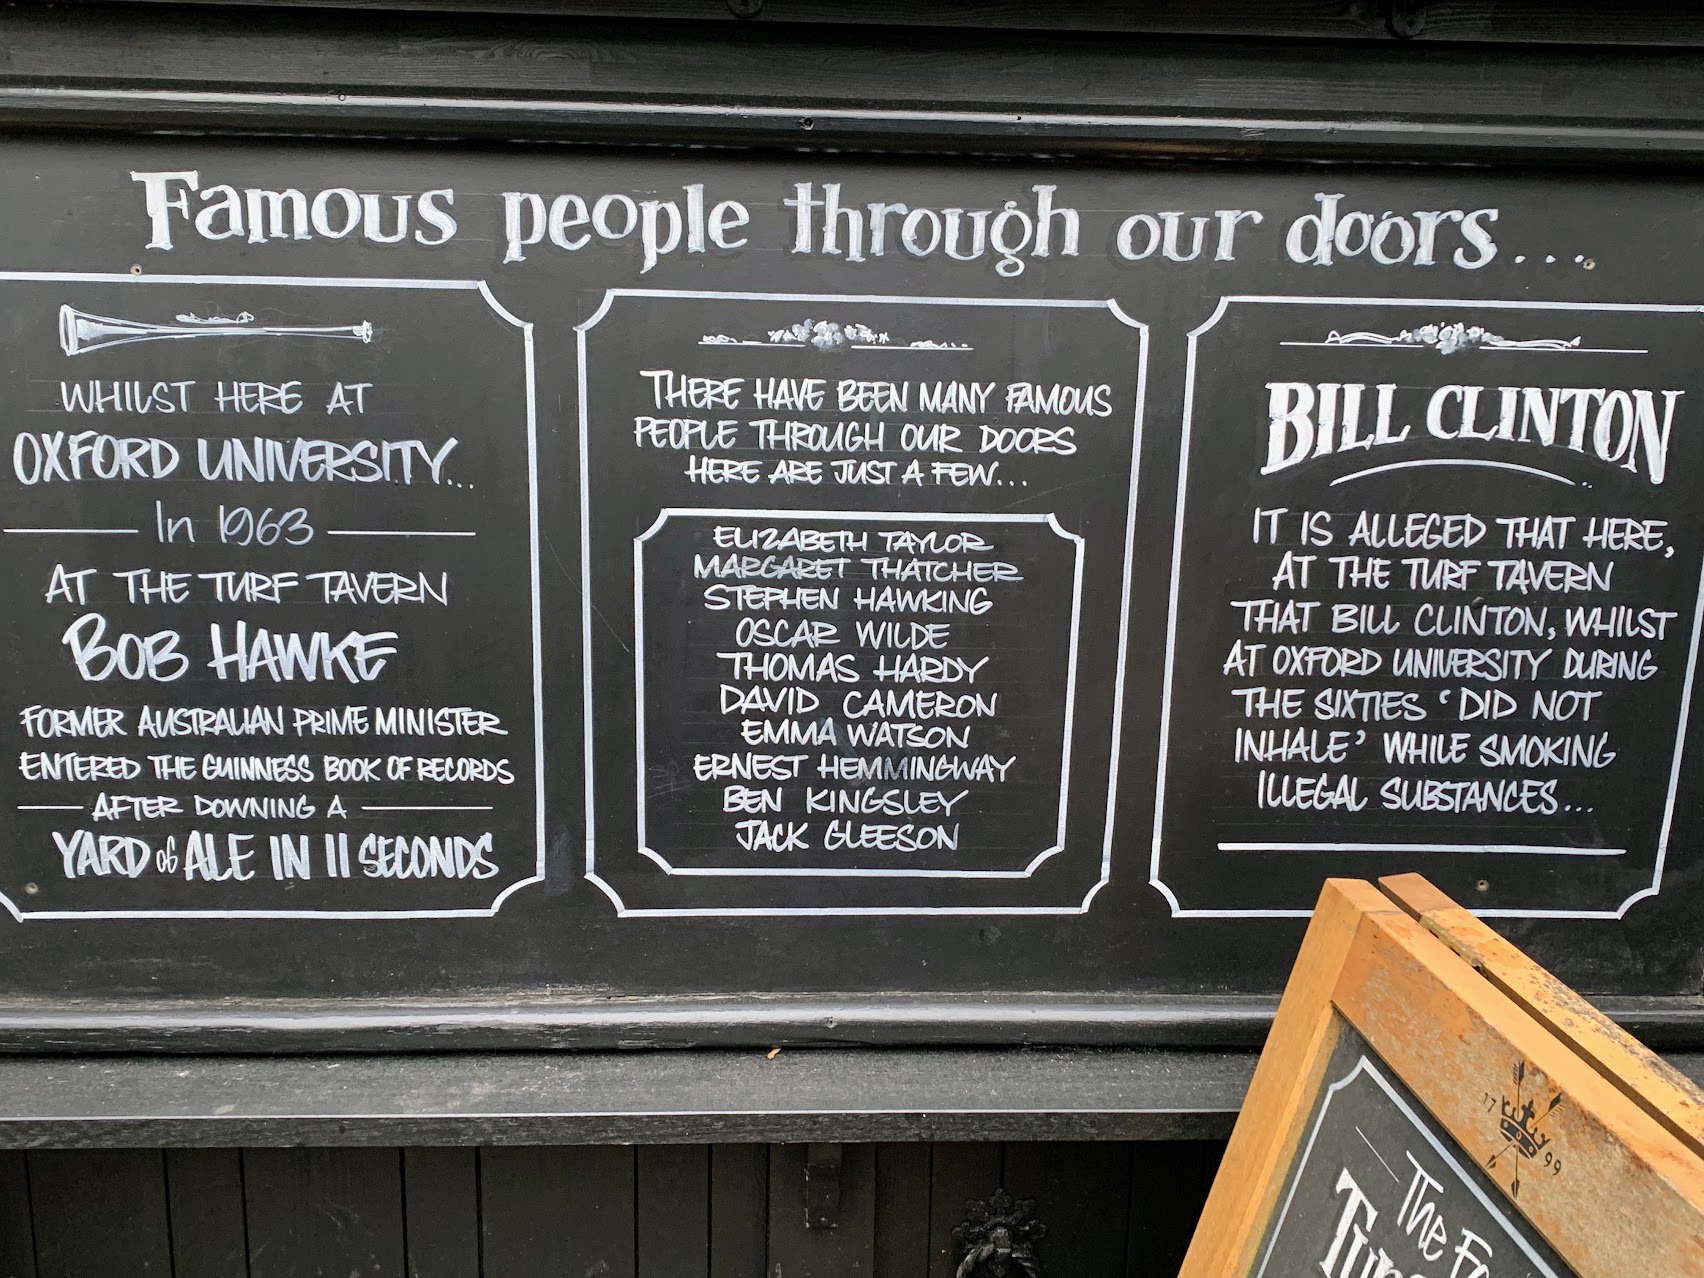 Famous people through our doors...
WHILST HERE AT
OXFORD UNIVERSITY...
In 1963
AT THE TURF TAVERN
BOB HAWKE
FORMER AUSTRALIAN PRIME MINISTER
ENTERED THE GUINNESS BOOK OF RECORDS
AFTER DOWNING A
YARD of ALE IN 11 SECONDS
THERE HAVE BEEN MANY FAMOUS
PEOPLE THROUGH OUR DOORS
HERE ARE JUST A FEW...
ELIZABETH TAYLOR
MARGARET THATCHER
STEPHEN HAWKING
OSCAR WILDE
THOMAS HARDY
DAVID CAMERON
EMMA WATSON
ERNEST HEMMINGWAY
BEN KINGSLEY
JACK GLEESON
BILL CLINTON
IT IS ALLEGED THAT HERE,
AT THE TURF TAVERN
THAT BILL CLINTON, WHILST
AT OXFORD UNIVERSITY DURING
THE SIXTIES 'DID NOT
INHALE' WHILE SMOKING
ILLEGAL SUBSTANCES...
17 99
The